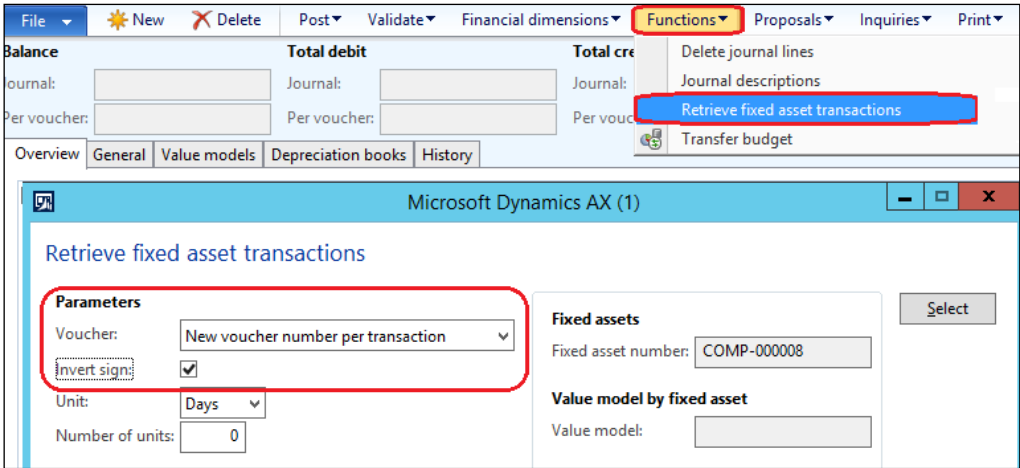 File New Delete Post Validate Financial dimensions Functions Proposals Inquiries Print
Balance Total debit Total cre
Journal: Journal: Journal:
Per voucher: Per voucher: Per vouc
Delete journal lines
Journal descriptions
Retrieve fixed asset transactions
Transfer budget
Overview General Value models Depreciation books History
Microsoft Dynamics AX (1)
Retrieve fixed asset transactions
Parameters
Voucher: New voucher number per transaction
Invert sign:
Unit: Days
Number of units: 0
Fixed assets
Fixed asset number: COMP-000008
Value model by fixed asset
Value model:
Select